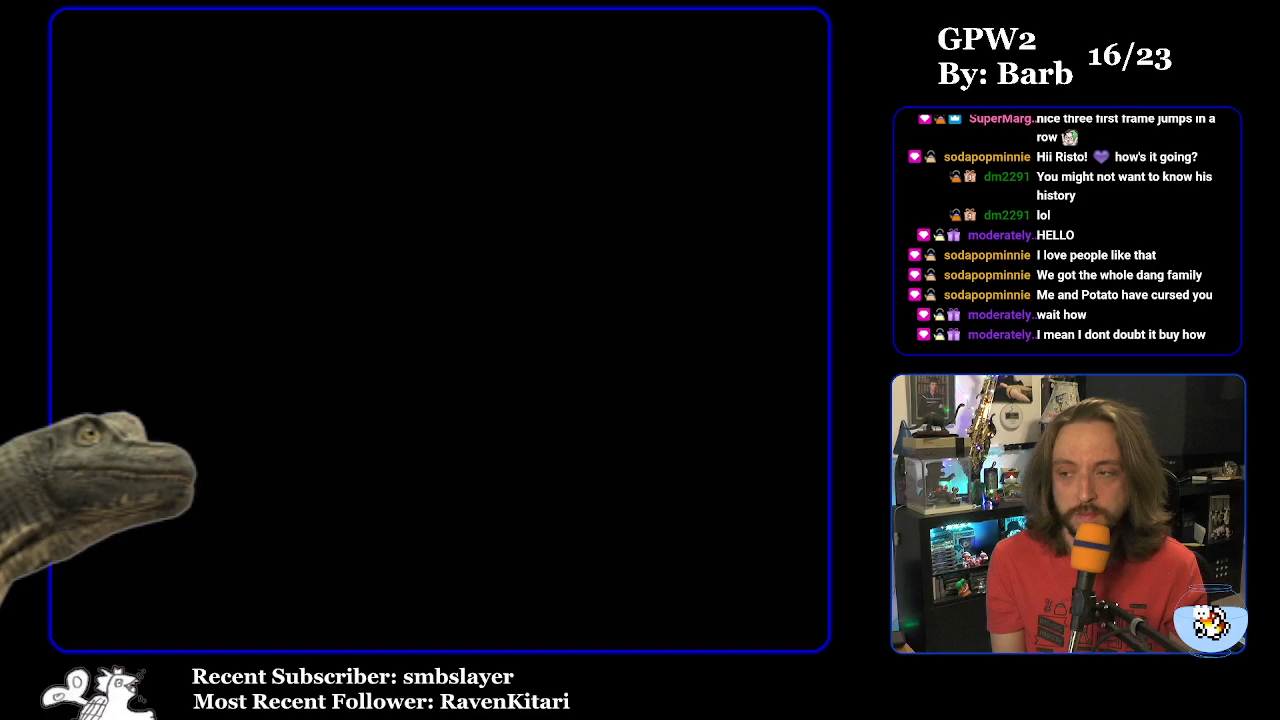 GPW2
By: Barb
16/23
SuperMarg..nice three first frame jumps in a
row
sodapopminnie Hii Risto! how's it going?
dm2291 You might not want to know his
history
dm2291 lol
moderately..HELLO
sodapopminnie I love people like that
sodapopminnie We got the whole dang family
sodapopminnie Me and Potato have cursed you
moderately..wait how
moderately..I mean I dont doubt it buy how
Recent Subscriber: smbslayer
Most Recent Follower: RavenKitari